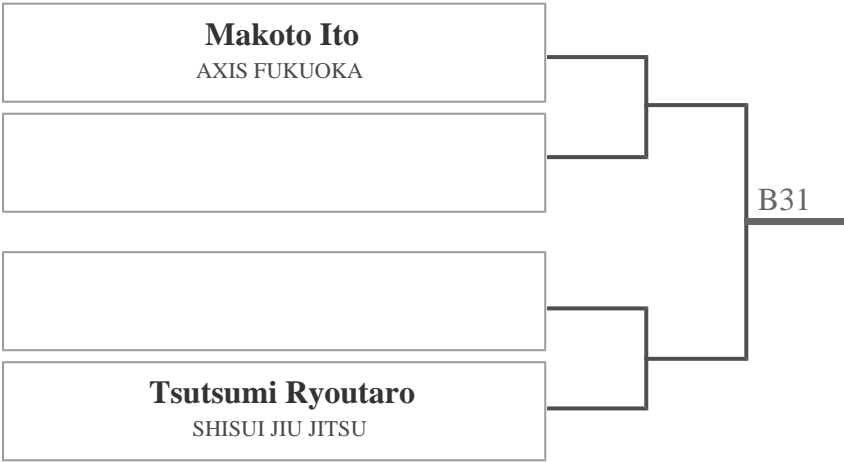 Makoto Ito
AXIS FUKUOKA
B31
Tsutsumi Ryoutaro
SHISUI JIU JITSU